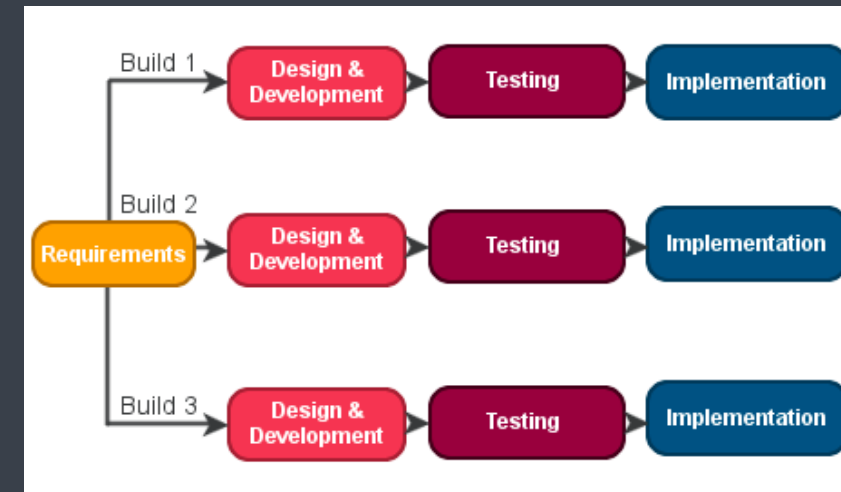 Build 1
Design &
Development
Testing
Implementation
Build 2
Requirements
Design &
Development
Testing
Implementation
Build 3
Design &
Development
Testing
Implementation